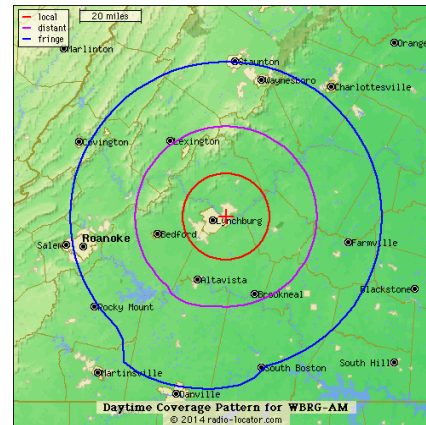 local
distant
fringe
20 miles
Marlinton
Staunton
Orange
Waynesboro
Charlottesville
Covington
Lexington
Lynchburg
Roanoke
Salem
Bedford
Farmville
Altavista
Brookneal
Blackstone
Rocky Mount
South Hill
Martinsville
South Boston
Danville
Daytime Coverage Pattern for WBRG-AM
© 2014 radio-locator.com